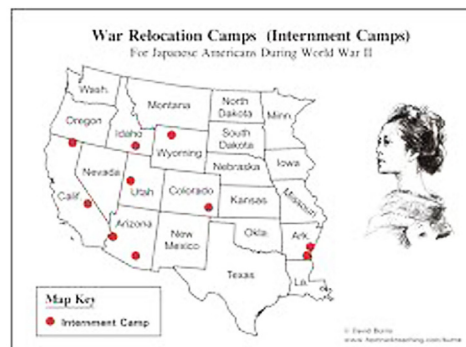 War Relocation Camps (Internment Camps)
For Japanese Americans During World War II
Wash.
Montana
North
Dakota
Minn.
Oregon
Idaho
South
Dakota
Wyoming
Nebraska
Iowa
Nevada
Utah
Colorado
Kansas
Missouri
Calif.
Arizona
New
Mexico
Okla.
Ark.
Texas
La.
Map Key
Internment Camp
© David Burns